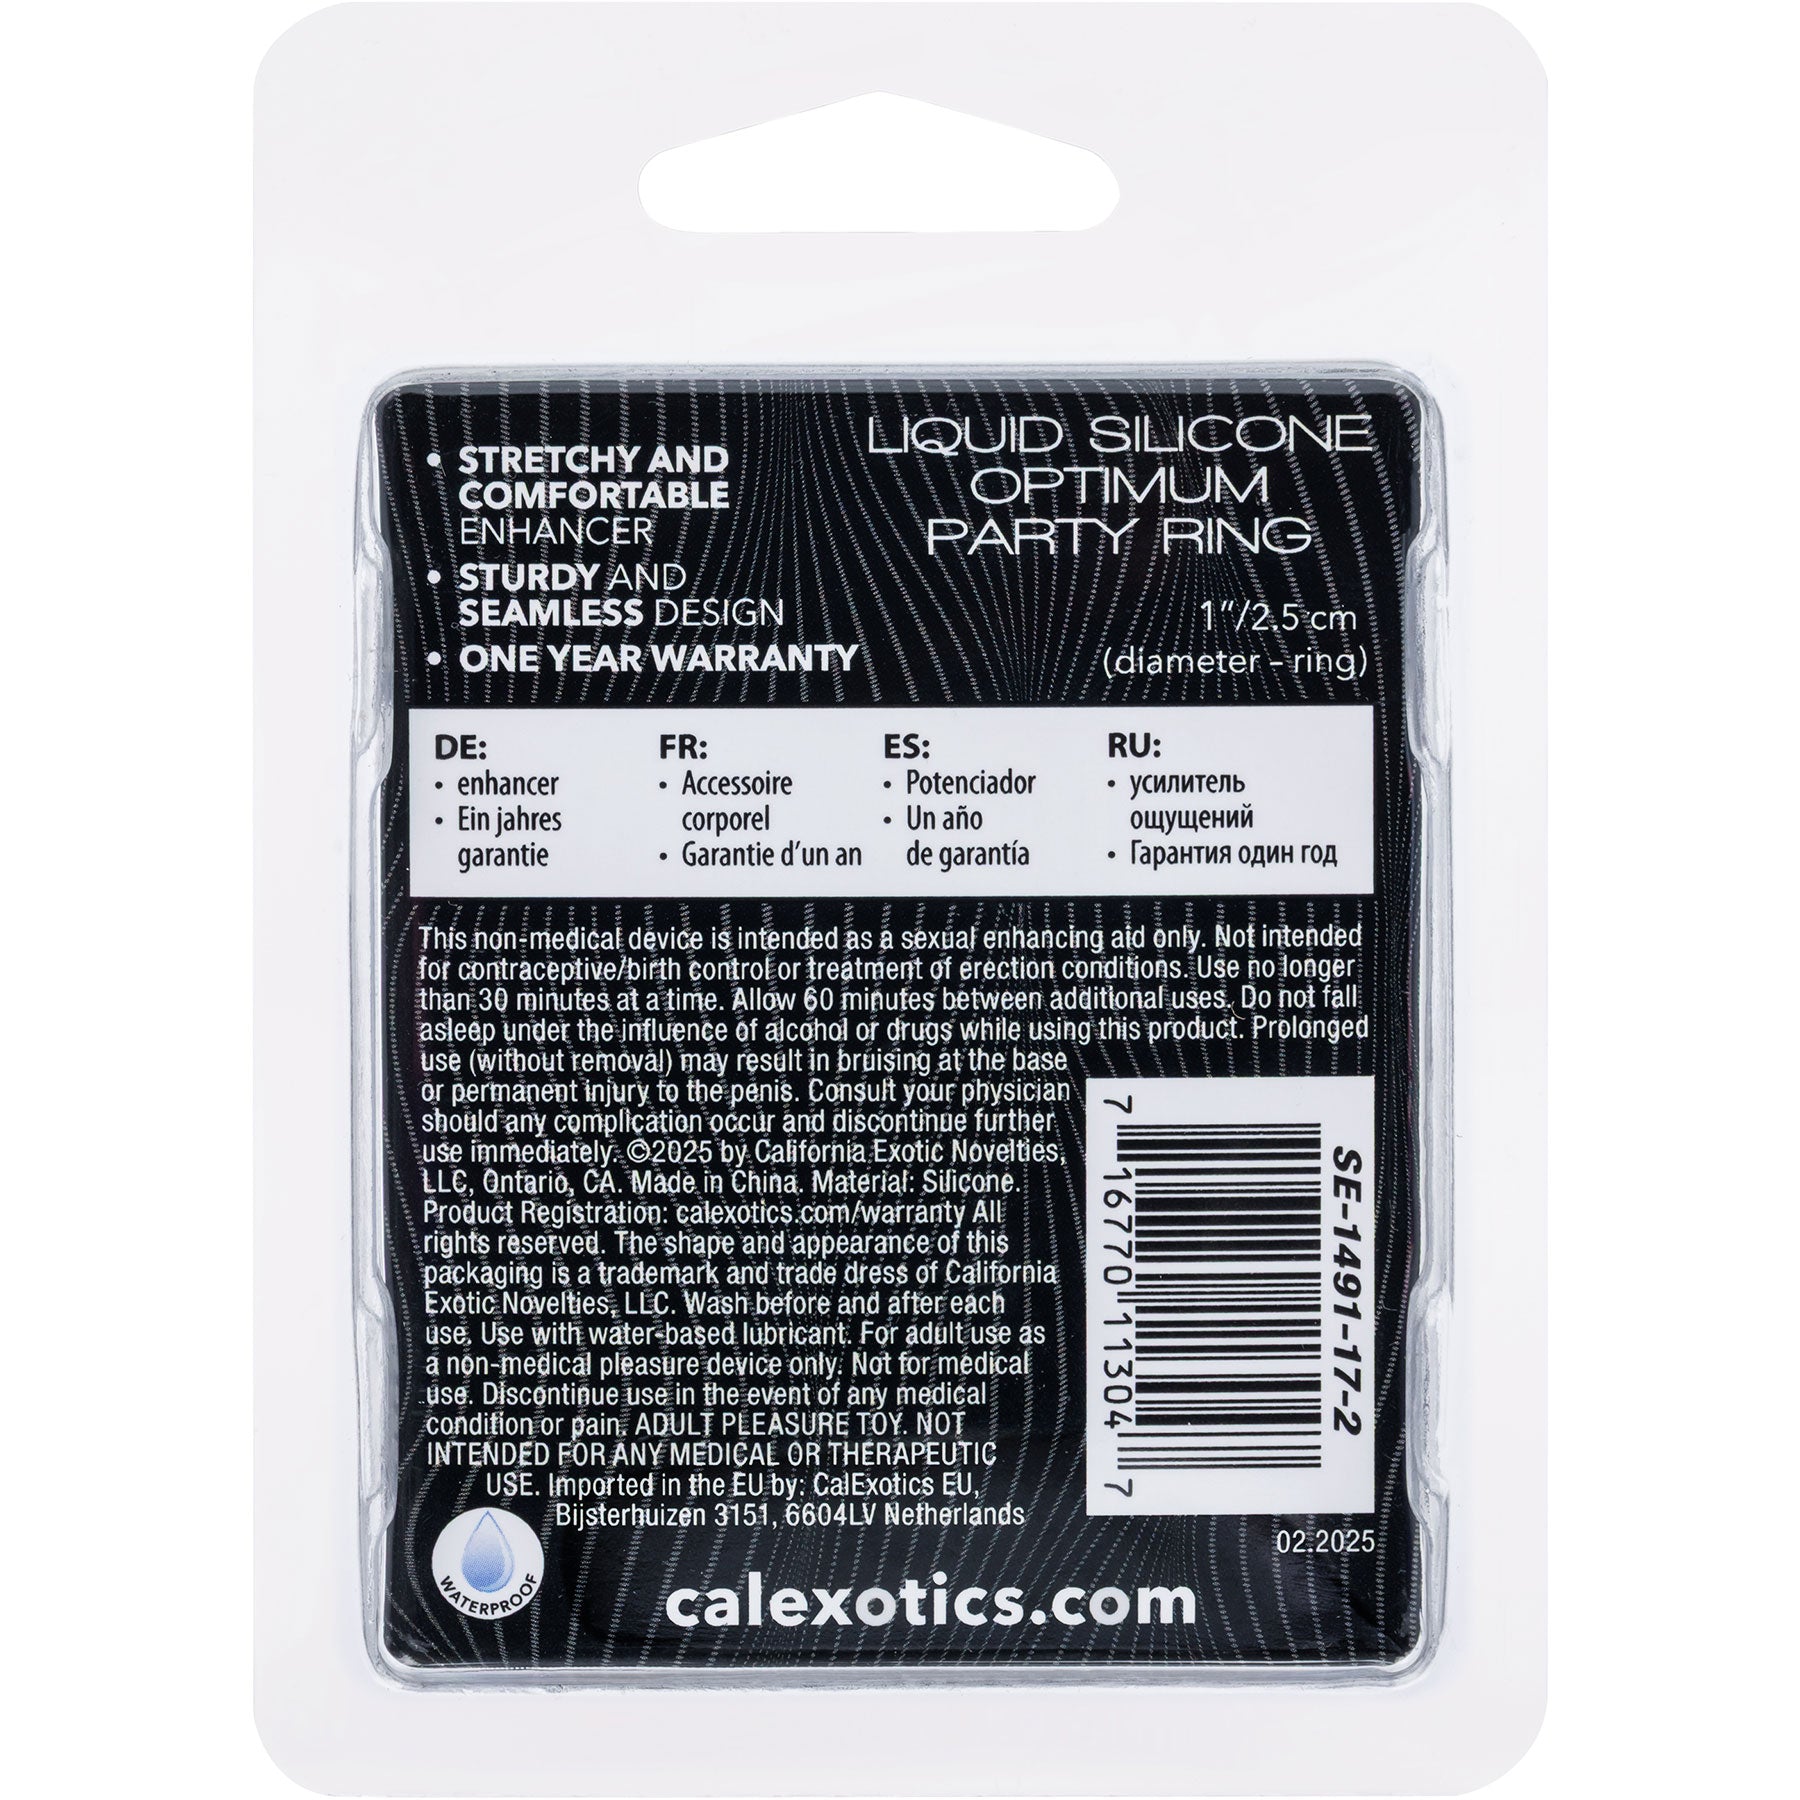 • STRETCHY AND
COMFORTABLE
ENHANCER
• STURDY AND
SEAMLESS DESIGN
• ONE YEAR WARRANTY
LIQUID SILICONE
OPTIMUM
PARTY RING
1"/2.5 cm
(diameter – ring)
DE:
• enhancer
• Ein jahres
garantie
FR:
• Accessoire
corporel
• Garantie d'un an
ES:
• Potenciador
• Un año
de garantía
RU:
• усилитель
ощущений
• Гарантия один год
This non-medical device is intended as a sexual enhancing aid only. Not intended
for contraceptive/birth control or treatment of erection conditions. Use no longer
than 30 minutes at a time. Allow 60 minutes between additional uses. Do not fall
asleep under the influence of alcohol or drugs while using this product. Prolonged
use (without removal) may result in bruising at the base
or permanent injury to the penis. Consult your physician
should any complication occur and discontinue further
use immediately. ©2025 by California Exotic Novelties,
LLC, Ontario, CA. Made in China. Material: Silicone.
Product Registration: calexotics.com/warranty All
rights reserved. The shape and appearance of this
packaging is a trademark and trade dress of California
Exotic Novelties, LLC. Wash before and after each
use. Use with water-based lubricant. For adult use as
a non-medical pleasure device only. Not for medical
use. Discontinue use in the event of any medical
condition or pain. ADULT PLEASURE TOY. NOT
INTENDED FOR ANY MEDICAL OR THERAPEUTIC
USE. Imported in the EU by: CalExotics EU,
Bijsterhuizen 3151, 6604LV Netherlands
7 16770 11304 7
SE-1491-17-2
02.2025
WATERPROOF
calexotics.com